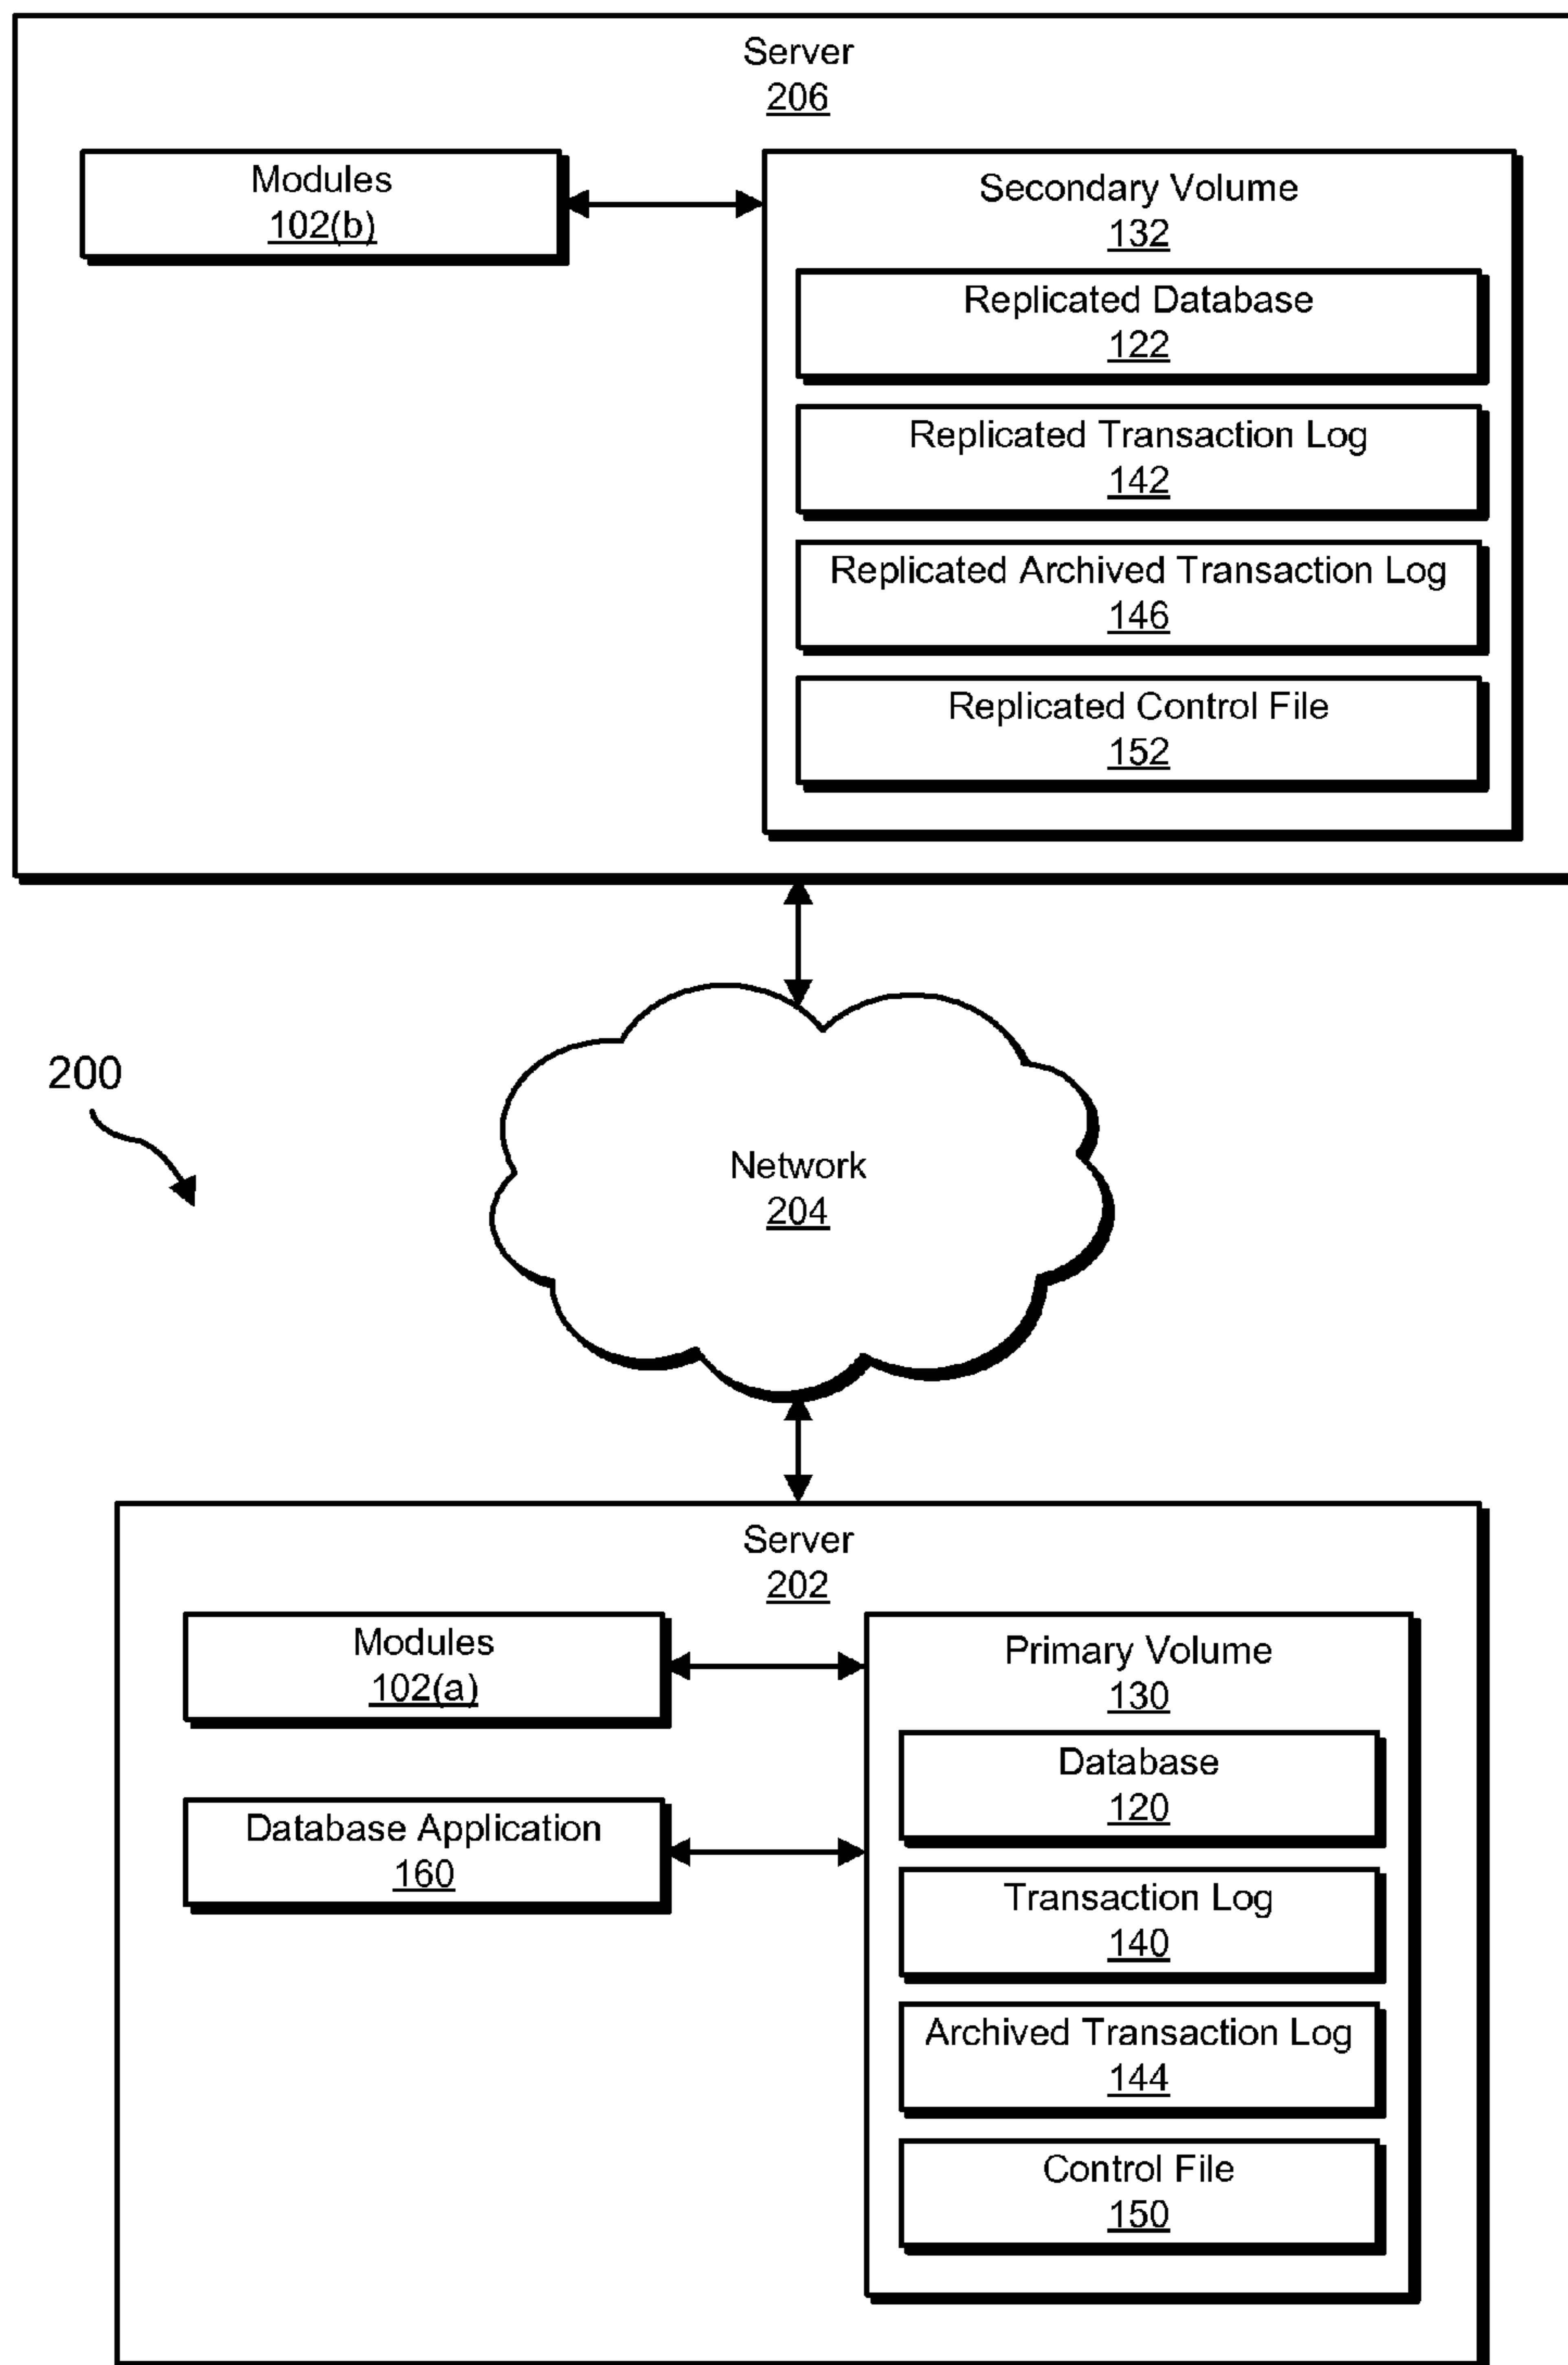 Server
206
Modules
102(b)
Secondary Volume
132
Replicated Database
122
Replicated Transaction Log
142
Replicated Archived Transaction Log
146
Replicated Control File
152
200
Network
204
Server
202
Modules
102(a)
Database Application
160
Primary Volume
130
Database
120
Transaction Log
140
Archived Transaction Log
144
Control File
150